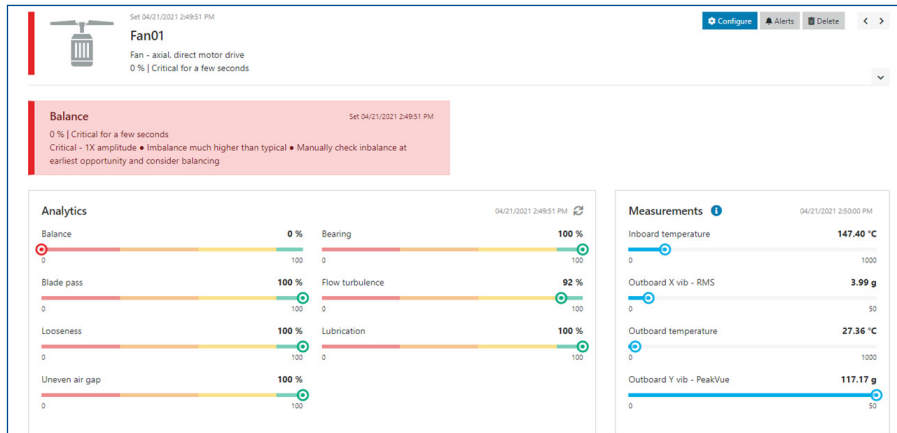 Set 04/21/2021 2:49:51 PM
Fan01
Fan - axial, direct motor drive
0 % | Critical for a few seconds
Configure Alerts Delete < >
Balance Set 04/21/2021 2:49:51 PM
0 % | Critical for a few seconds
Critical - 1X amplitude ● Imbalance much higher than typical ● Manually check inbalance at
earliest opportunity and consider balancing
Analytics 04/21/2021 2:49:51 PM
Balance 0 % Bearing 100 %
0 100 0 100
Blade pass 100 % Flow turbulence 92 %
0 100 0 100
Looseness 100 % Lubrication 100 %
0 100 0 100
Uneven air gap 100 %
0 100
Measurements i 04/21/2021 2:50:00 PM
Inboard temperature 147.40 °C
0 1000
Outboard X vib - RMS 3.99 g
0 50
Outboard temperature 27.36 °C
0 1000
Outboard Y vib - PeakVue 117.17 g
0 50